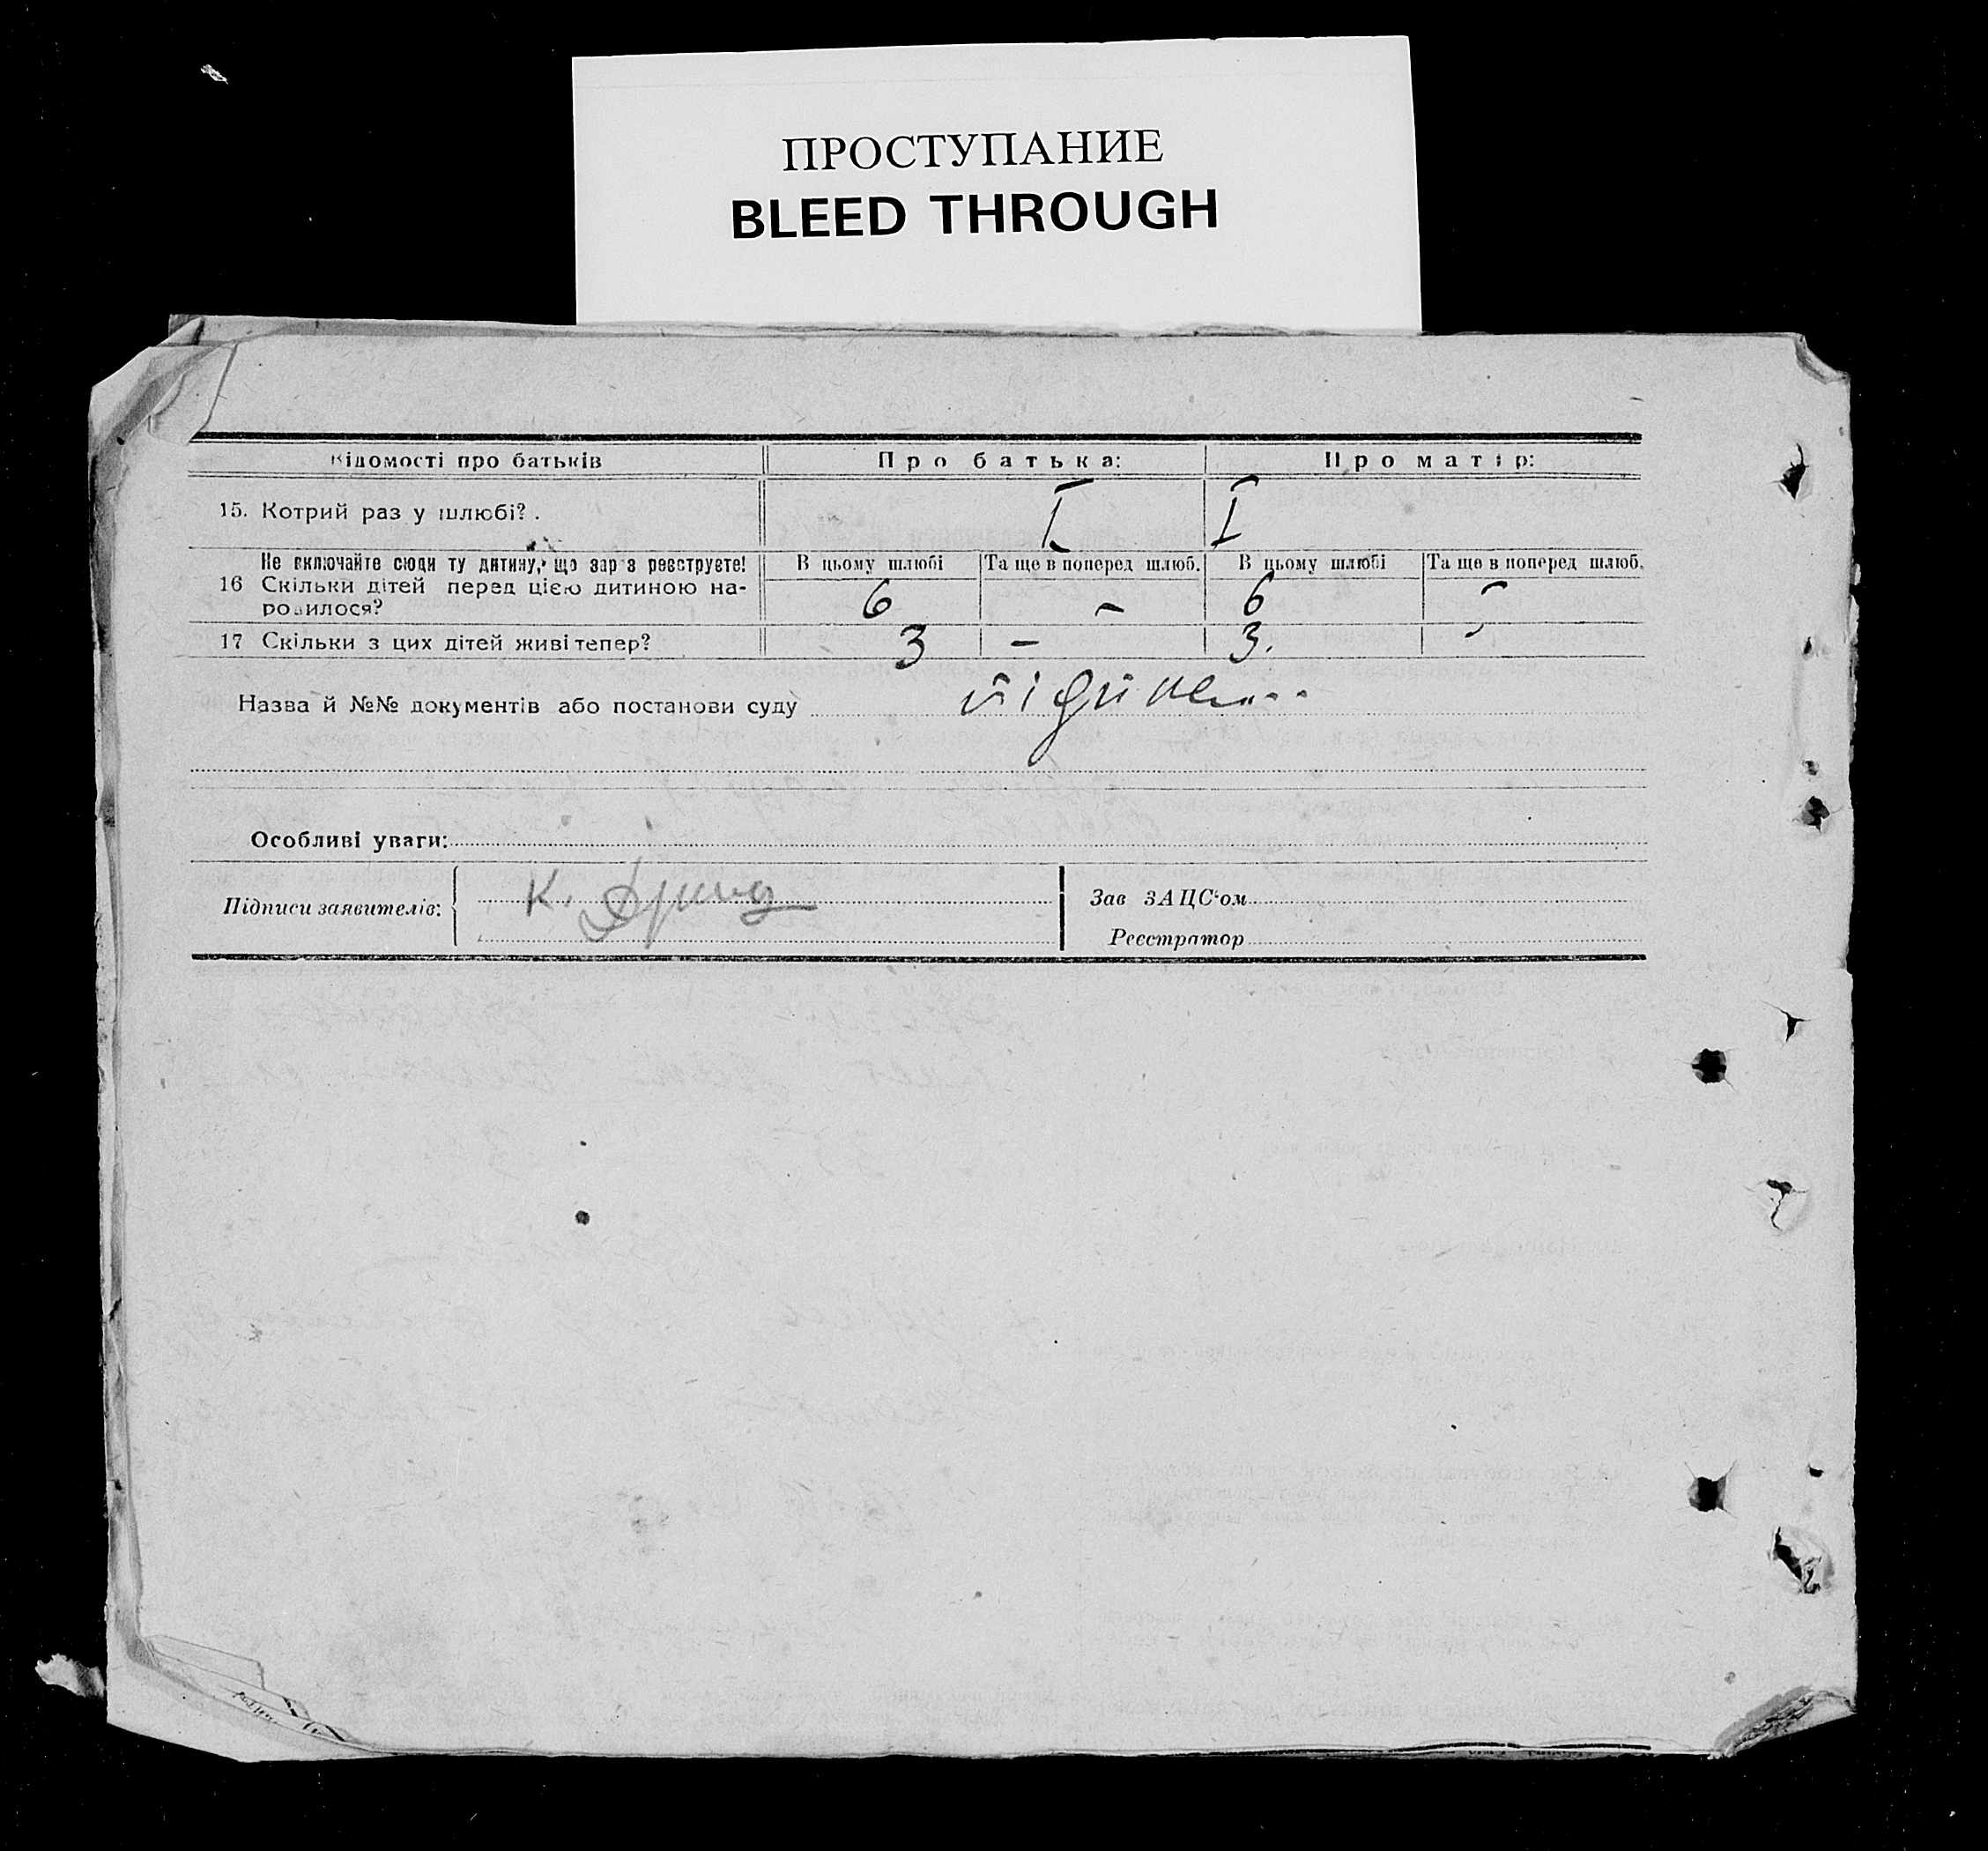 ПРОСТУПАНИЕ
BLEED THROUGH
Відомості про батьків Про батька: Про матір:
15. Котрий раз у шлюбі? . I I
Не включайте сюди ту дитину, що зараз реєструєте! В цьому шлюбі Та ще в поперед шлюб. В цьому шлюбі Та ще в поперед шлюб.
16 Скільки дітей перед цією дитиною на- 6 – 6 –
родилося?
17 Скільки з цих дітей живі тепер? 3 – 3. –
Назва й №№ документів або постанови суду
Особливі уваги:
Підписи заявителів: К.
Зав ЗАЦС'ом
Реєстратор